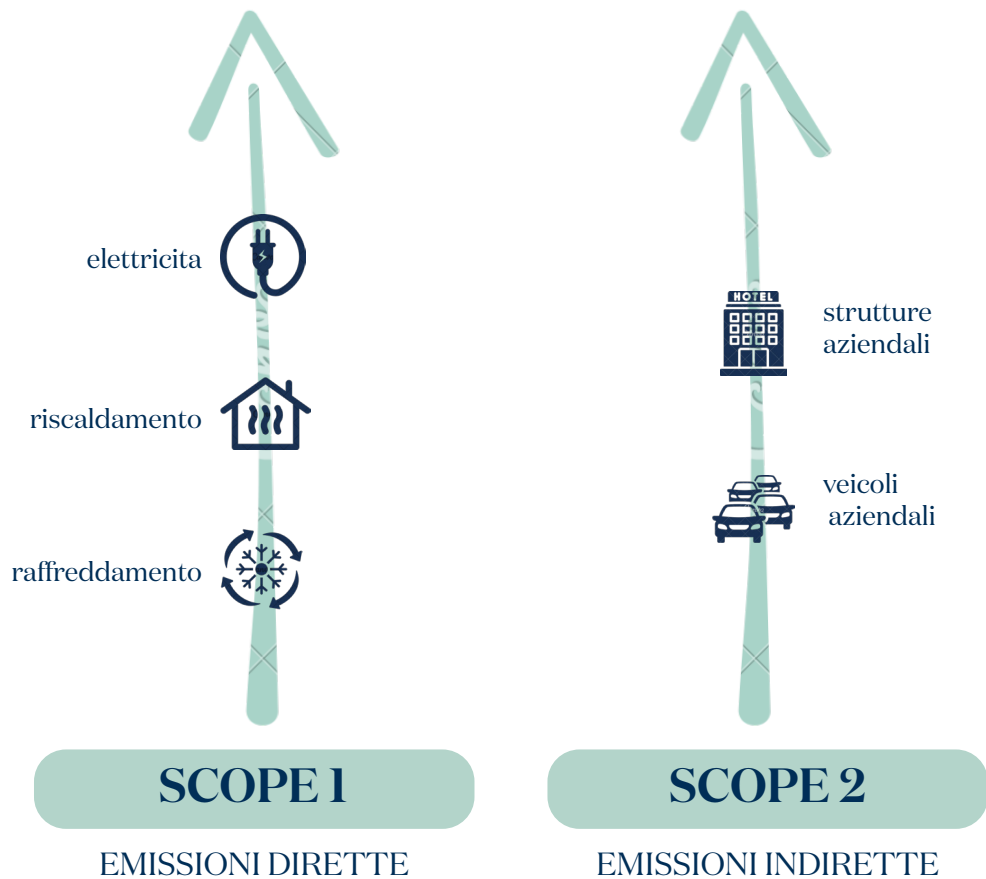 elettricita
riscaldamento
raffreddamento
SCOPE 1
EMISSIONI DIRETTE
HOTEL
strutture
aziendali
veicoli
aziendali
SCOPE 2
EMISSIONI INDIRETTE